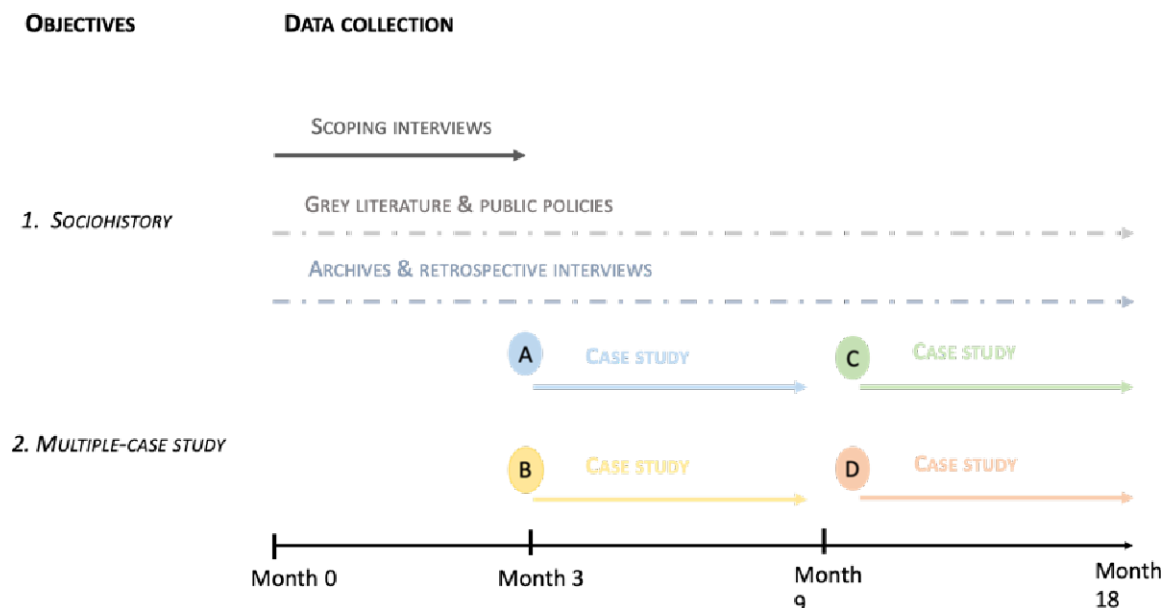 OBJECTIVES
DATA COLLECTION
SCOPING INTERVIEWS
1. SOCIOHISTORY
GREY LITERATURE & PUBLIC POLICIES
ARCHIVES & RETROSPECTIVE INTERVIEWS
A
CASE STUDY
C
CASE STUDY
2. MULTIPLE-CASE STUDY
B
CASE STUDY
D
CASE STUDY
Month 0
Month 3
Month
9
Month
18